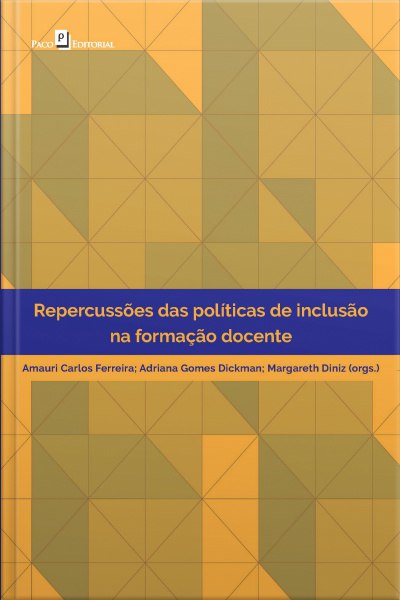 PACO EDITORIAL
Repercussões das políticas de inclusão
na formação docente
Amauri Carlos Ferreira; Adriana Gomes Dickman; Margareth Diniz (orgs.)